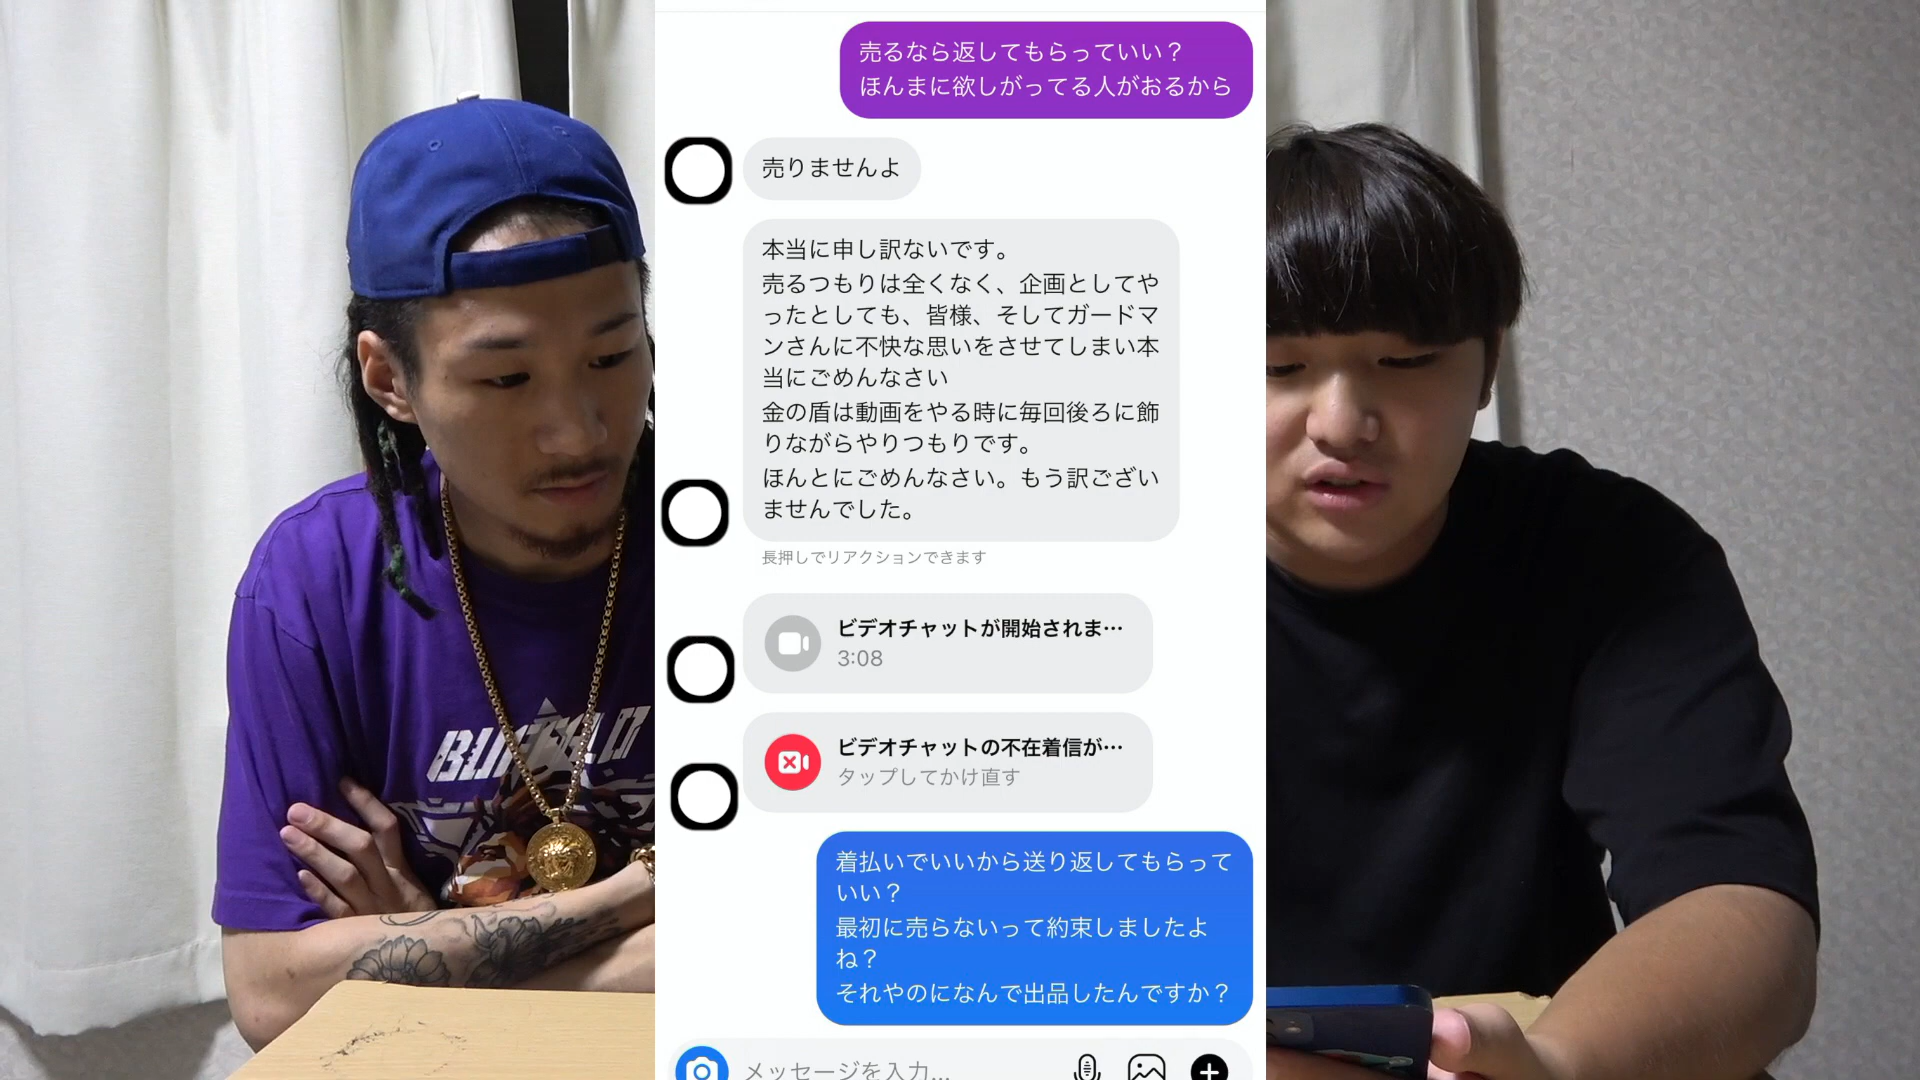 売るなら返してもらっていい？
ほんまに欲しがってる人がおるから
売りませんよ
本当に申し訳ないです。
売るつもりは全くなく、企画としてや
ったとしても、皆様、そしてガードマ
ンさんに不快な思いをさせてしまい本
当にごめんなさい
金の盾は動画をやる時に毎回後ろに飾
りながらやりつもりです。
ほんとにごめんなさい。もう訳ござい
ませんでした。
長押しでリアクションできます
ビデオチャットが開始されま…
3:08
ビデオチャットの不在着信が…
タップしてかけ直す
着払いでいいから送り返してもらって
いい？
最初に売らないって約束しましたよ
ね？
それやのになんで出品したんですか？
メッセージを入力...